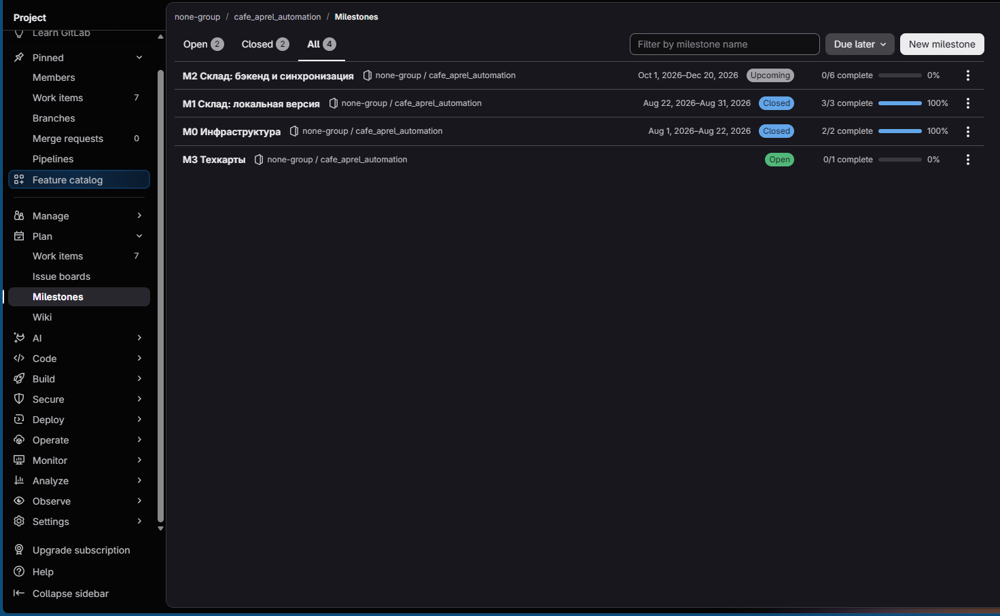 Project
Learn GitLab
Pinned
Members
Work items 7
Branches
Merge requests 0
Pipelines
Feature catalog
Manage
Plan
Work items 7
Issue boards
Milestones
Wiki
AI
Code
Build
Secure
Deploy
Operate
Monitor
Analyze
Observe
Settings
Upgrade subscription
Help
Collapse sidebar
none-group / cafe_aprel_automation / Milestones
Open 2 Closed 2 All 4 Filter by milestone name Due later New milestone
M2 Склад: бэкенд и синхронизация none-group / cafe_aprel_automation Oct 1, 2026–Dec 20, 2026 Upcoming 0/6 complete 0%
M1 Склад: локальная версия none-group / cafe_aprel_automation Aug 22, 2026–Aug 31, 2026 Closed 3/3 complete 100%
M0 Инфраструктура none-group / cafe_aprel_automation Aug 1, 2026–Aug 22, 2026 Closed 2/2 complete 100%
M3 Техкарты none-group / cafe_aprel_automation Open 0/1 complete 0%